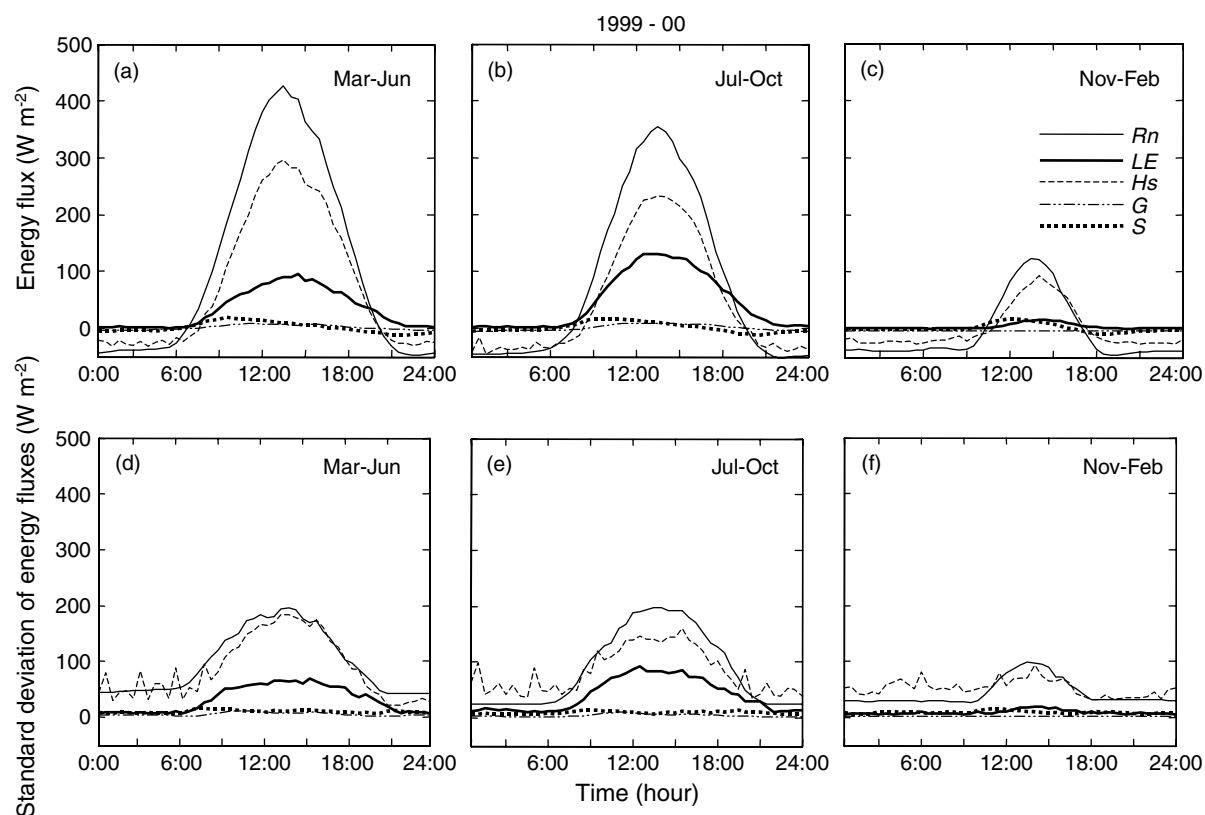 1999 - 00
Energy flux (W m-2)
500
400
300
200
100
0
(a)
Mar-Jun
0:00 6:00 12:00 18:00 24:00
(b)
Jul-Oct
6:00 12:00 18:00 24:00
(c)
Nov-Feb
Rn
LE
Hs
G
S
6:00 12:00 18:00 24:00
Standard deviation of energy fluxes (W m-2)
500
400
300
200
100
0
(d)
Mar-Jun
0:00 6:00 12:00 18:00 24:00
(e)
Jul-Oct
6:00 12:00 18:00 24:00
(f)
Nov-Feb
6:00 12:00 18:00 24:00
Time (hour)